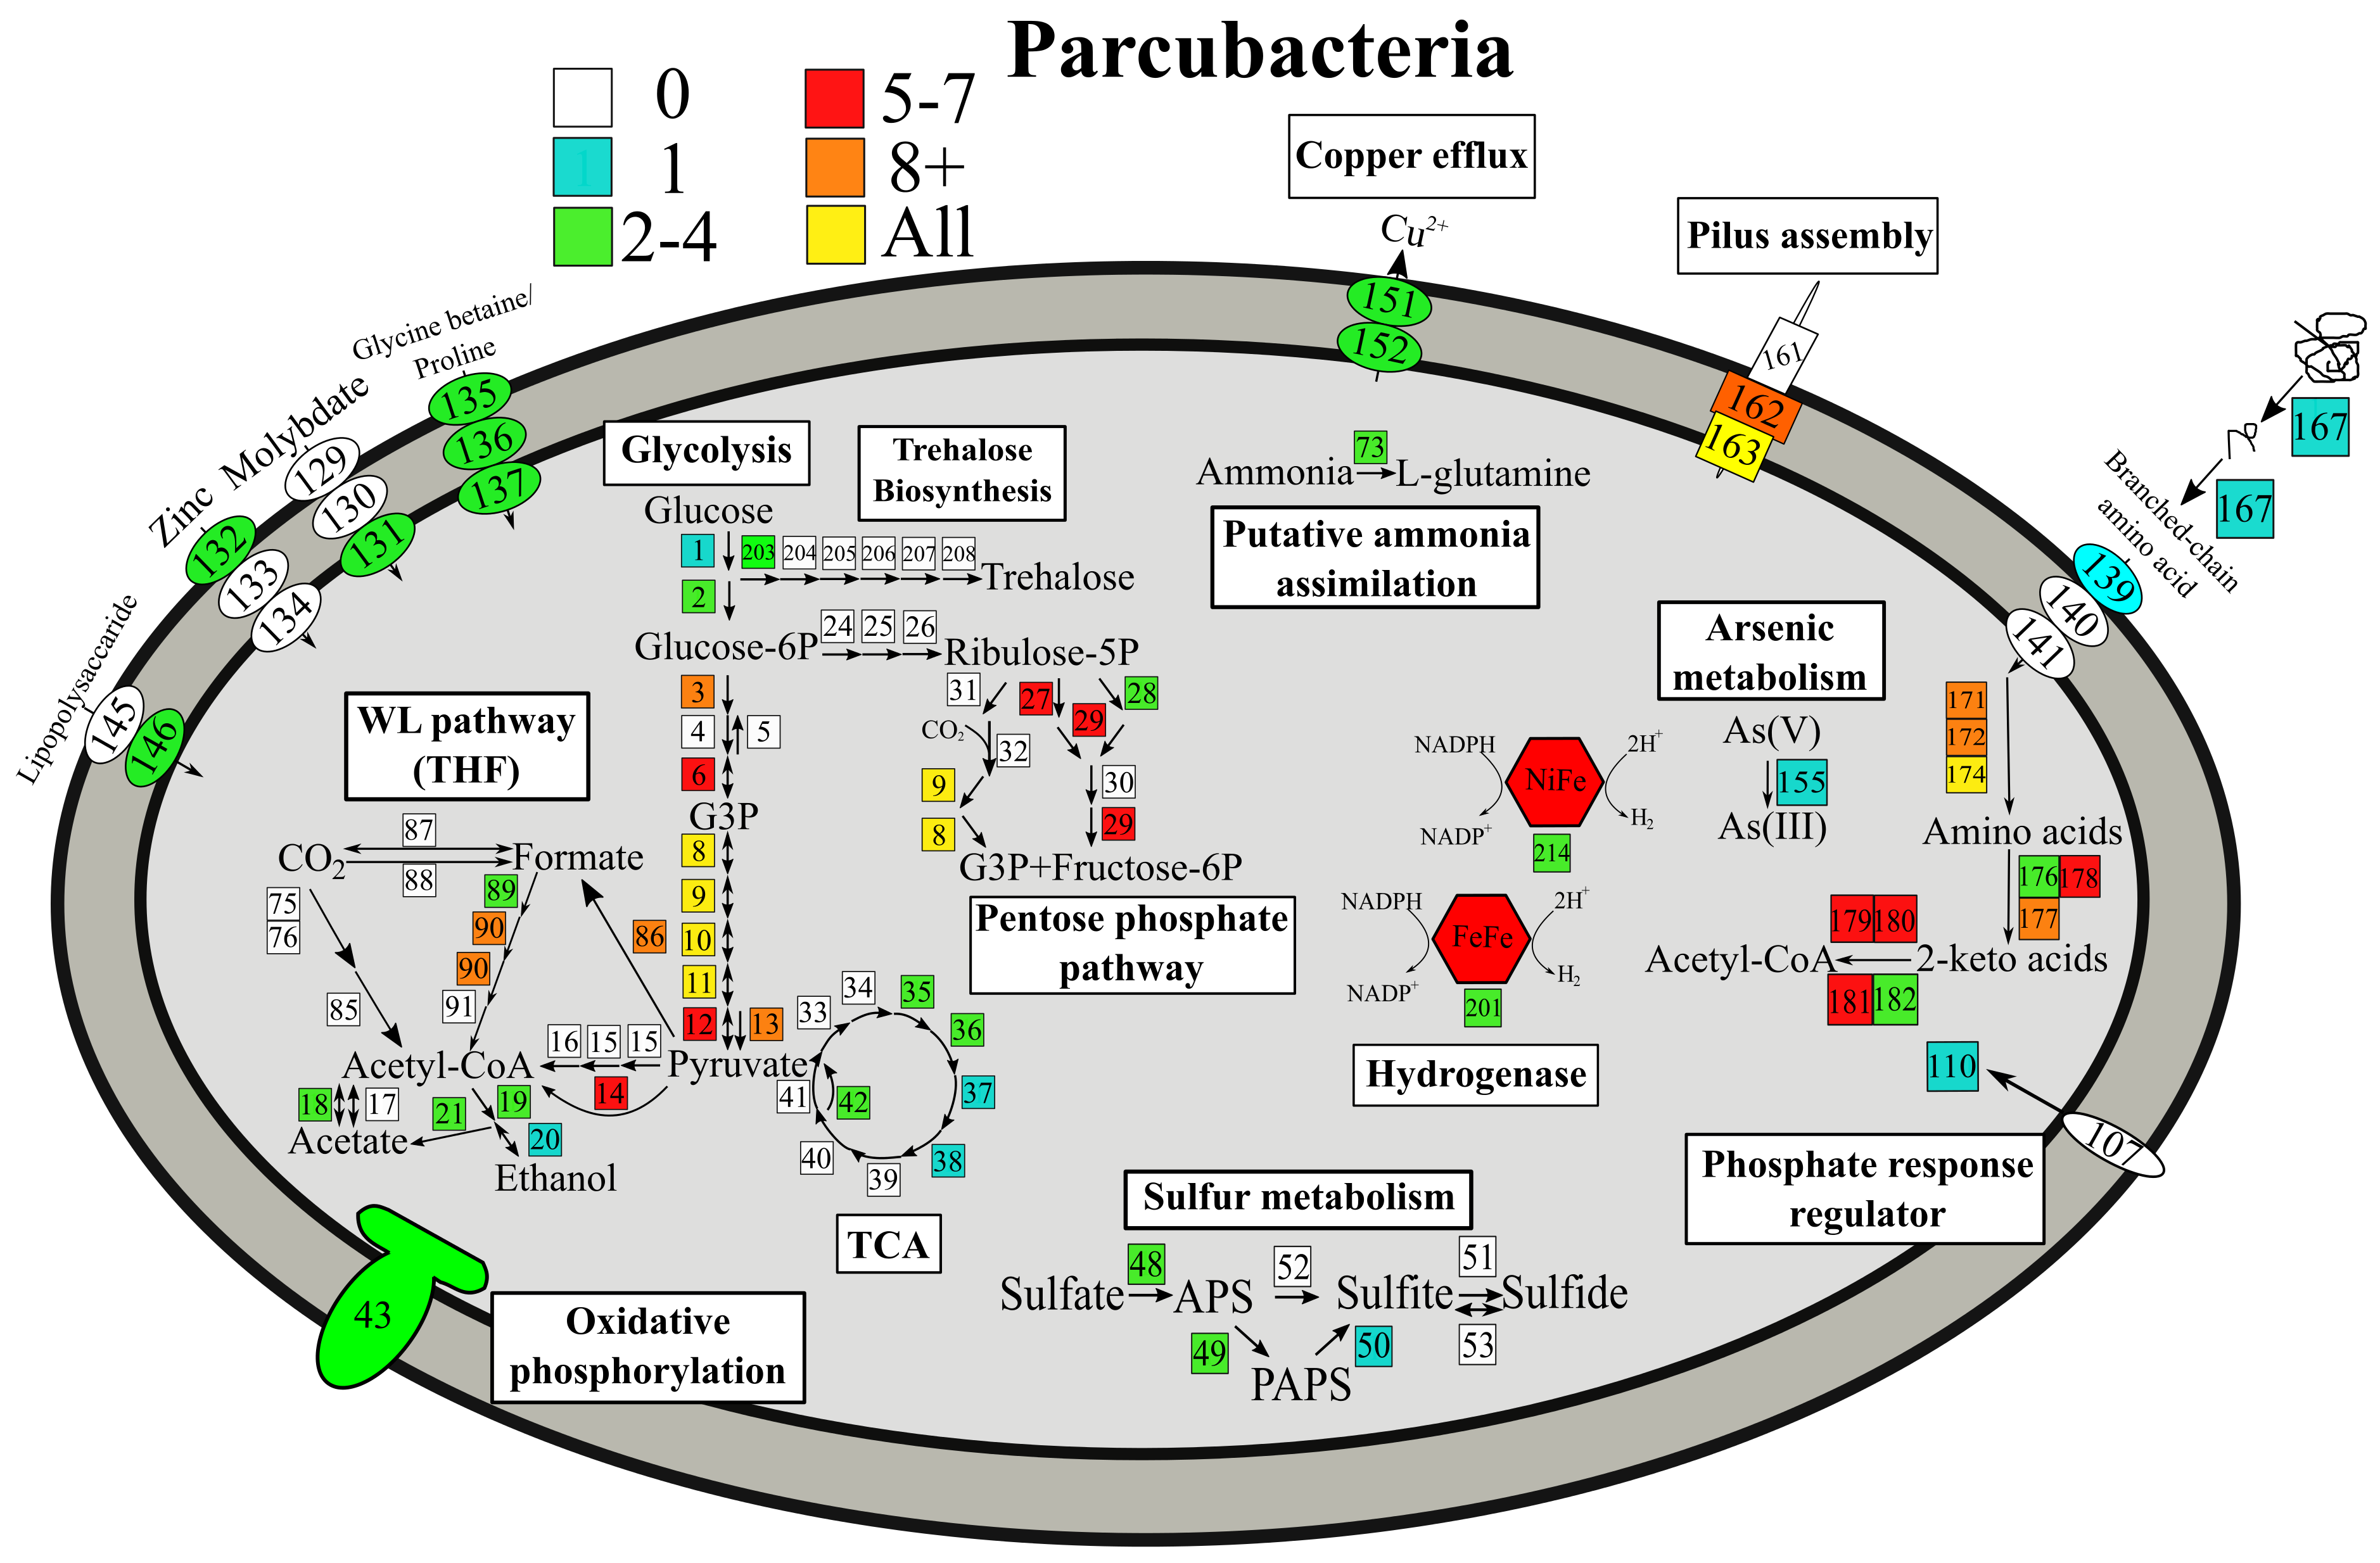 Parcubacteria
0
5-7
1
1
8+
2-4
All
Copper efflux
Cu²⁺
151
152
Pilus assembly
161
162
163
167
167
Branched-chain
amino acid
139
140
141
Glycine betaine/
Proline
135
136
137
Molybdate
129
130
131
Zinc
132
133
134
Lipopolysaccaride
145
146
Glycolysis
Glucose
1
2
Glucose-6P
3
4
5
6
G3P
8
9
10
11
12
13
Pyruvate
Trehalose
Biosynthesis
203
204
205
206
207
208
Trehalose
24
25
26
Ribulose-5P
31
27
28
29
CO₂
32
9
30
8
29
G3P+Fructose-6P
Pentose phosphate
pathway
73
Ammonia
L-glutamine
Putative ammonia
assimilation
WL pathway
(THF)
87
CO₂
Formate
88
75
76
89
90
90
86
85
91
16
15
15
14
Acetyl-CoA
18
17
21
19
20
Acetate
Ethanol
33
34
35
36
37
38
39
40
41
42
TCA
43
Oxidative
phosphorylation
Sulfur metabolism
48
52
51
Sulfate
APS
Sulfite
Sulfide
49
50
53
PAPS
NADPH
NiFe
2H⁺
NADP⁺
H₂
214
NADPH
FeFe
2H⁺
NADP⁺
H₂
201
Hydrogenase
Arsenic
metabolism
As(V)
155
As(III)
171
172
174
Amino acids
176
178
177
179
180
Acetyl-CoA
2-keto acids
181
182
110
107
Phosphate response
regulator